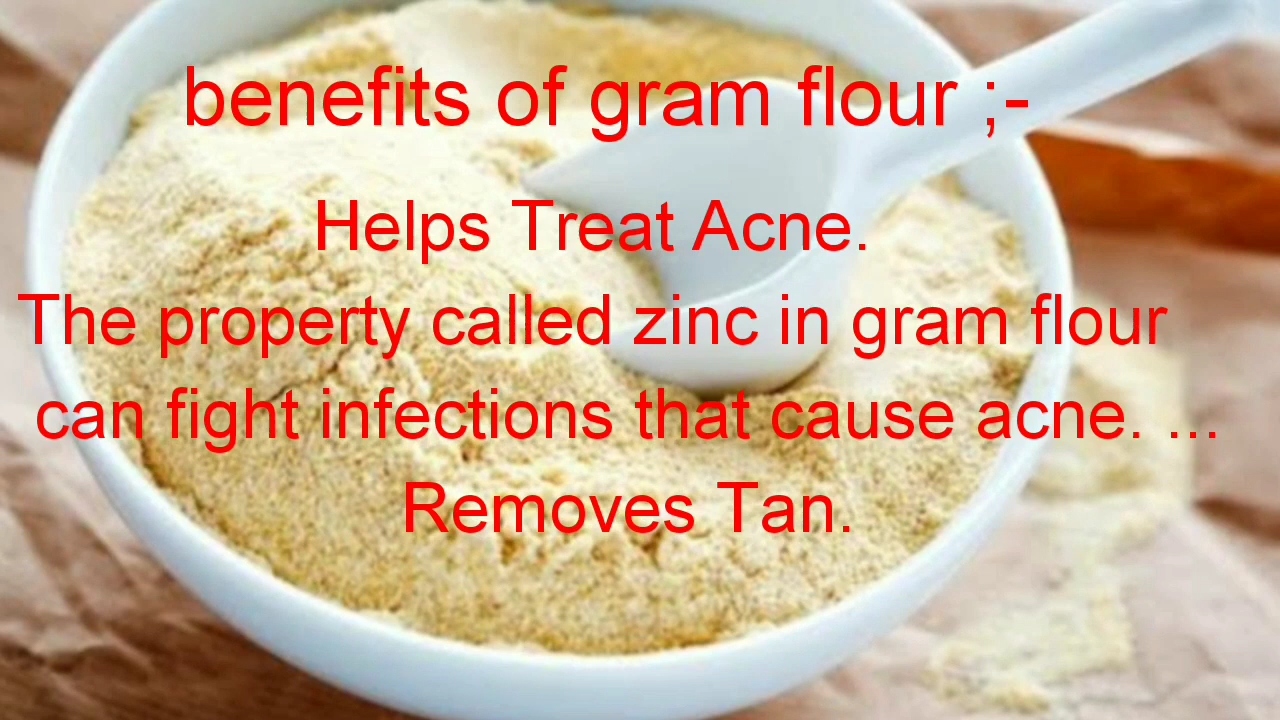 benefits of gram flour ;-
Helps Treat Acne.
The property called zinc in gram flour
can fight infections that cause acne. ...
Removes Tan.